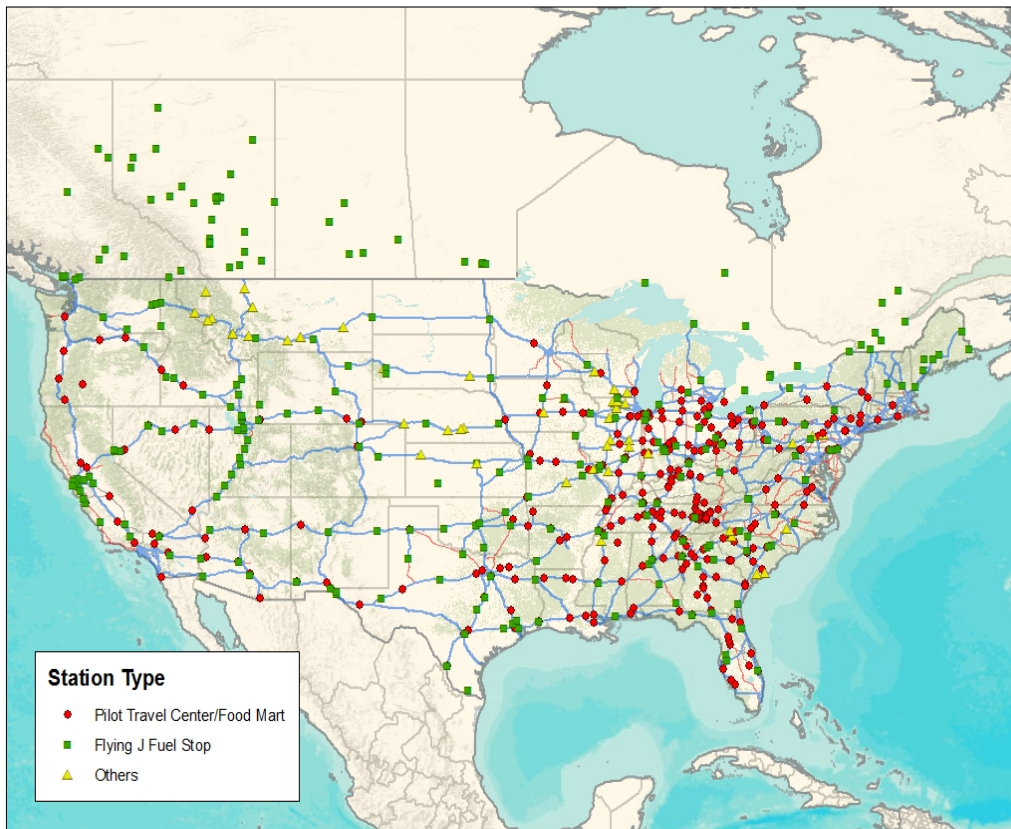 Station Type
Pilot Travel Center/Food Mart
Flying J Fuel Stop
Others